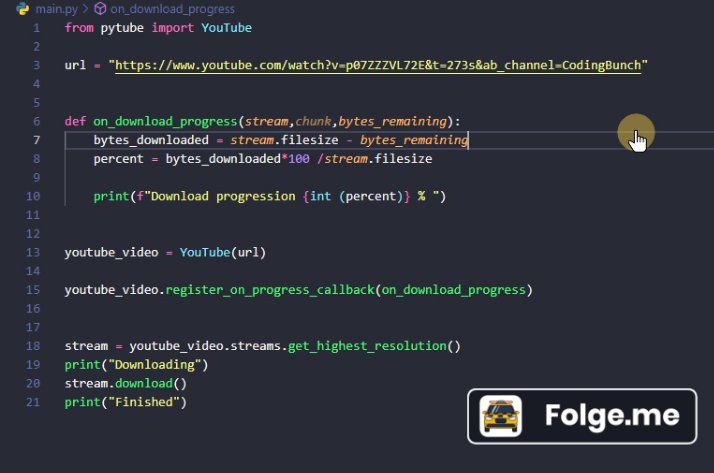 main.py > on_download_progress
1 from pytube import YouTube
2
3 url = "https://www.youtube.com/watch?v=p07ZZZVL72E&t=273s&ab_channel=CodingBunch"
4
5
6 def on_download_progress(stream,chunk,bytes_remaining):
7 bytes_downloaded = stream.filesize - bytes_remaining
8 percent = bytes_downloaded*100 /stream.filesize
9
10 print(f"Download progression {int (percent)} % ")
11
12
13 youtube_video = YouTube(url)
14
15 youtube_video.register_on_progress_callback(on_download_progress)
16
17
18 stream = youtube_video.streams.get_highest_resolution()
19 print("Downloading")
20 stream.download()
21 print("Finished")
Folge.me